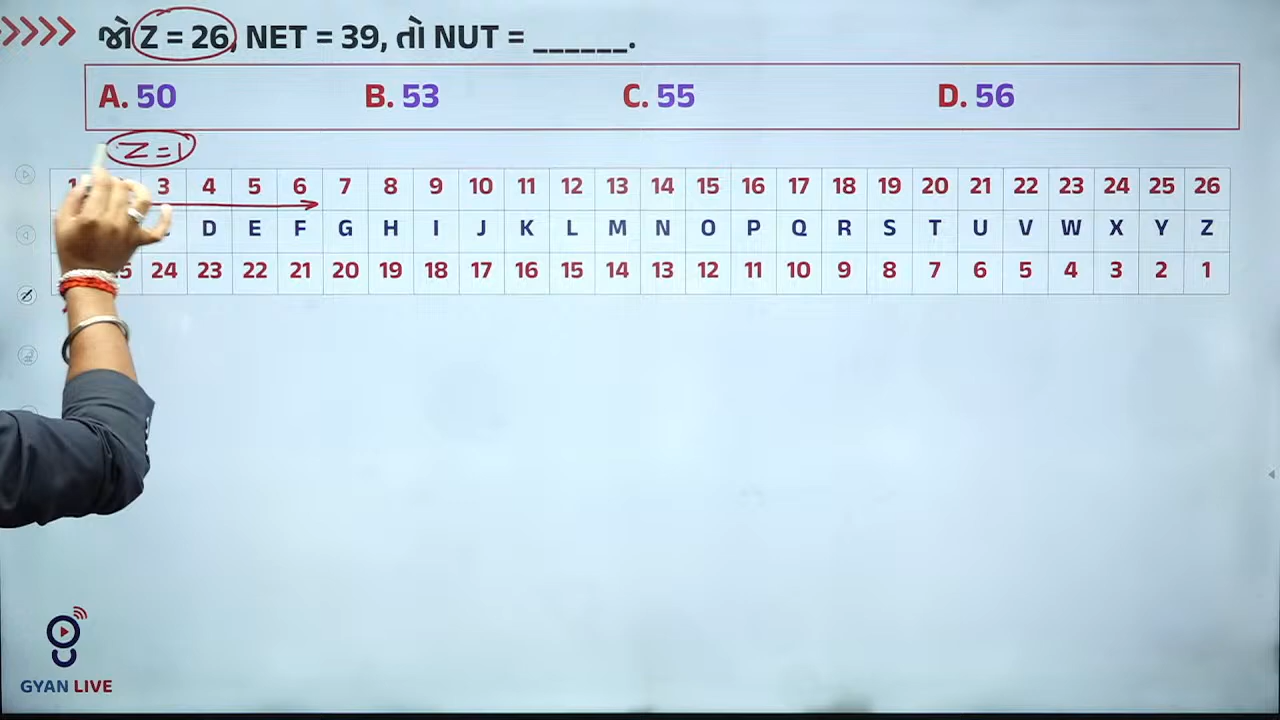 જો Z = 26, NET = 39, તો NUT = ______.
A. 50 B. 53 C. 55 D. 56
Z = 1
1 3 4 5 6 7 8 9 10 11 12 13 14 15 16 17 18 19 20 21 22 23 24 25 26
D E F G H I J K L M N O P Q R S T U V W X Y Z
24 23 22 21 20 19 18 17 16 15 14 13 12 11 10 9 8 7 6 5 4 3 2 1
GYAN LIVE